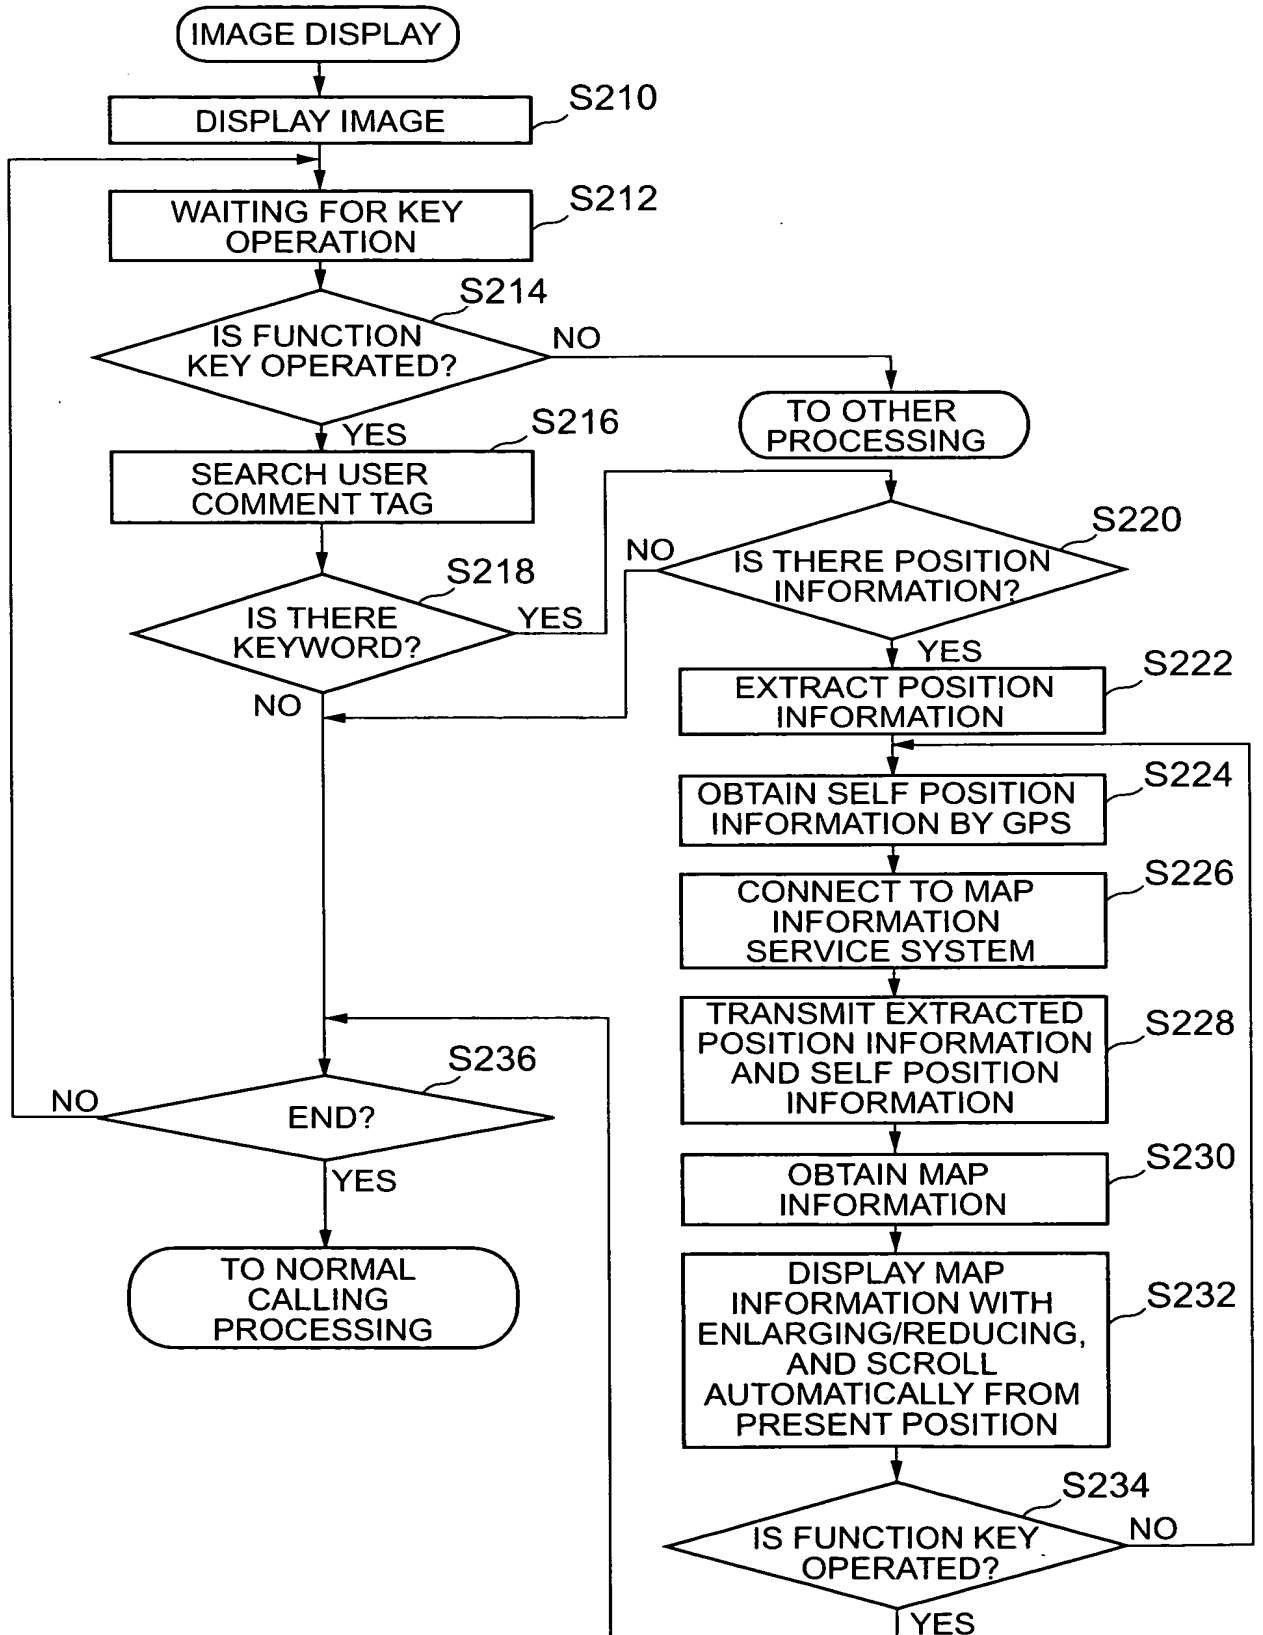 IMAGE DISPLAY
S210
DISPLAY IMAGE
S212
WAITING FOR KEY
OPERATION
S214
IS FUNCTION
KEY OPERATED?
NO
TO OTHER
PROCESSING
YES
S216
SEARCH USER
COMMENT TAG
S218
IS THERE
KEYWORD?
YES
NO
S220
IS THERE POSITION
INFORMATION?
NO
YES
S222
EXTRACT POSITION
INFORMATION
S224
OBTAIN SELF POSITION
INFORMATION BY GPS
S226
CONNECT TO MAP
INFORMATION
SERVICE SYSTEM
S228
TRANSMIT EXTRACTED
POSITION INFORMATION
AND SELF POSITION
INFORMATION
S230
OBTAIN MAP
INFORMATION
S232
DISPLAY MAP
INFORMATION WITH
ENLARGING/REDUCING,
AND SCROLL
AUTOMATICALLY FROM
PRESENT POSITION
S234
IS FUNCTION KEY
OPERATED?
NO
YES
S236
END?
NO
YES
TO NORMAL
CALLING
PROCESSING